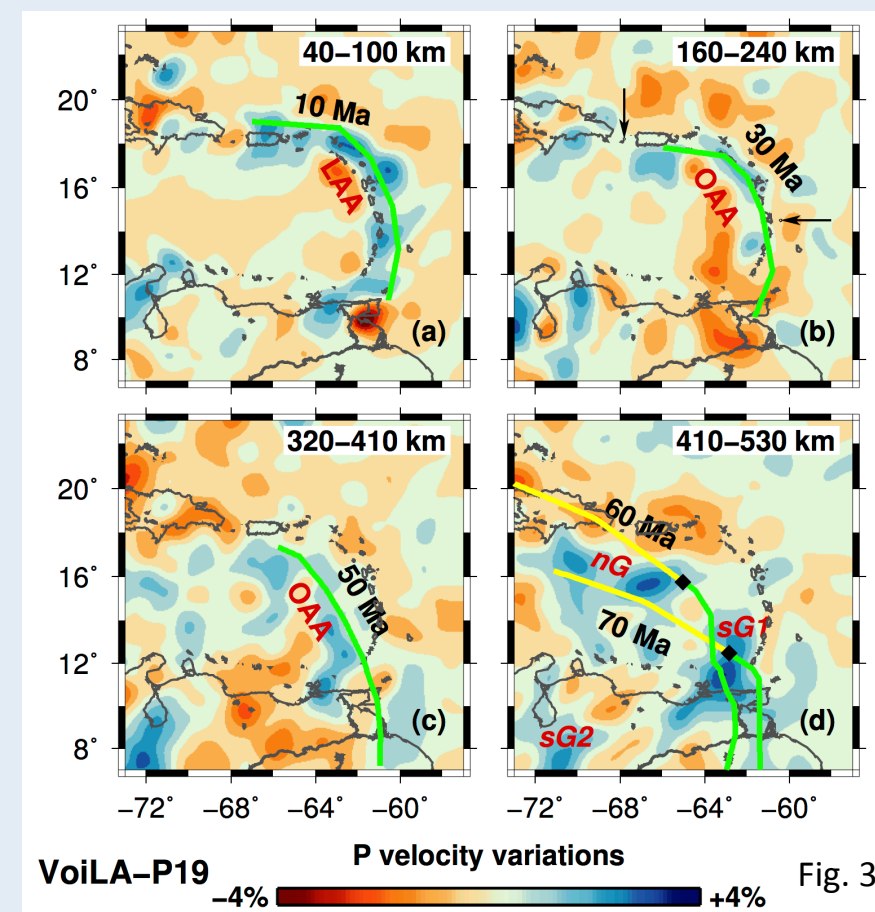 40–100 km
160–240 km
20°
16°
12°
8°
10 Ma
LAA
(a)
30 Ma
OAA
(b)
320–410 km
410–530 km
20°
16°
12°
8°
50 Ma
OAA
(c)
60 Ma
nG
70 Ma
sG1
sG2
(d)
−72° −68° −64° −60° −72° −68° −64° −60°
P velocity variations
VoiLA–P19
−4% +4%
Fig. 3